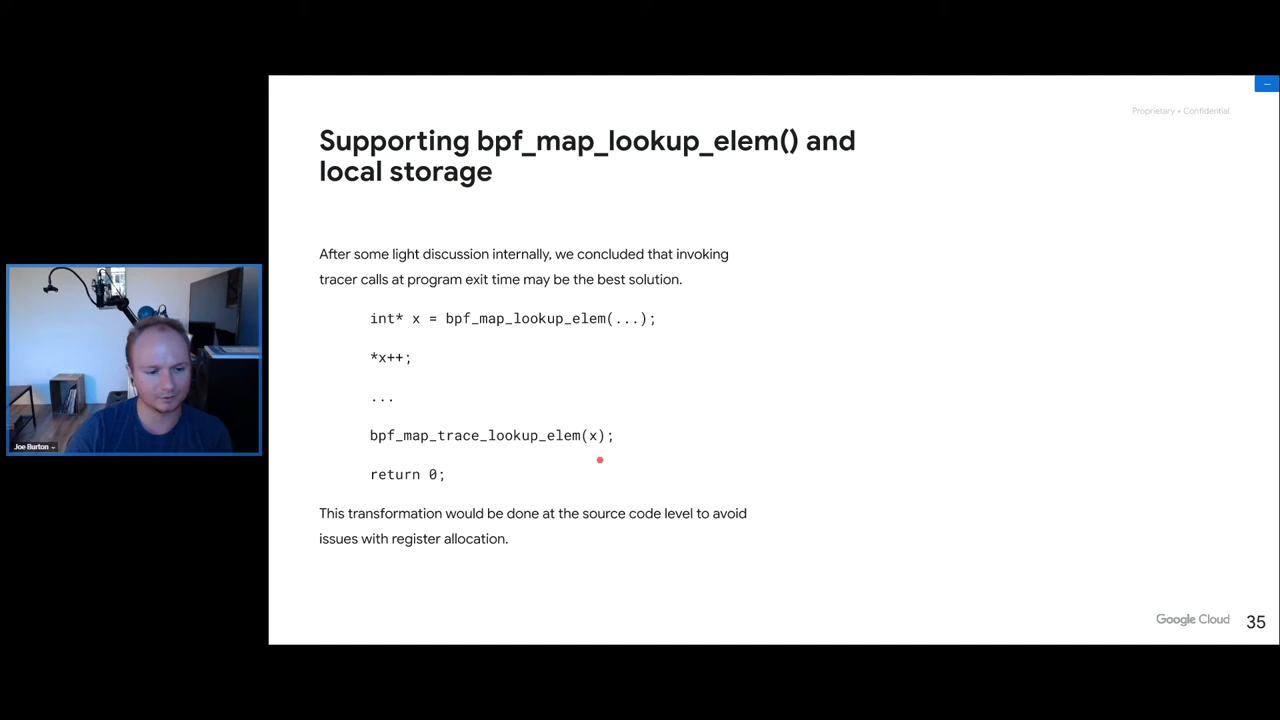 Proprietary + Confidential
Supporting bpf_map_lookup_elem() and
local storage
After some light discussion internally, we concluded that invoking
tracer calls at program exit time may be the best solution.
int* x = bpf_map_lookup_elem(...);
*x++;
...
bpf_map_trace_lookup_elem(x);
return 0;
This transformation would be done at the source code level to avoid
issues with register allocation.
Joe Burton
Google Cloud
35